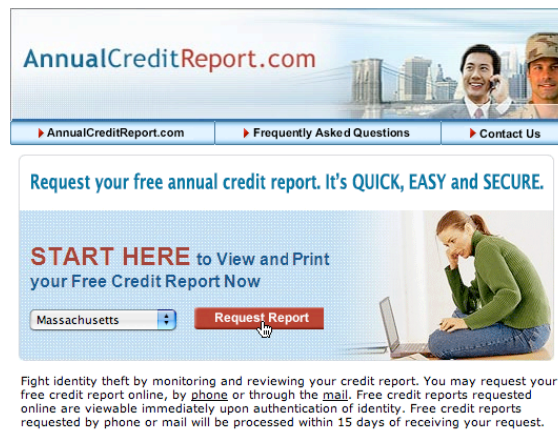 AnnualCreditReport.com
AnnualCreditReport.com
Frequently Asked Questions
Contact Us
Request your free annual credit report. It's QUICK, EASY and SECURE.
START HERE to View and Print
your Free Credit Report Now
Massachusetts
Request Report
Fight identity theft by monitoring and reviewing your credit report. You may request your
free credit report online, by phone or through the mail. Free credit reports requested
online are viewable immediately upon authentication of identity. Free credit reports
requested by phone or mail will be processed within 15 days of receiving your request.